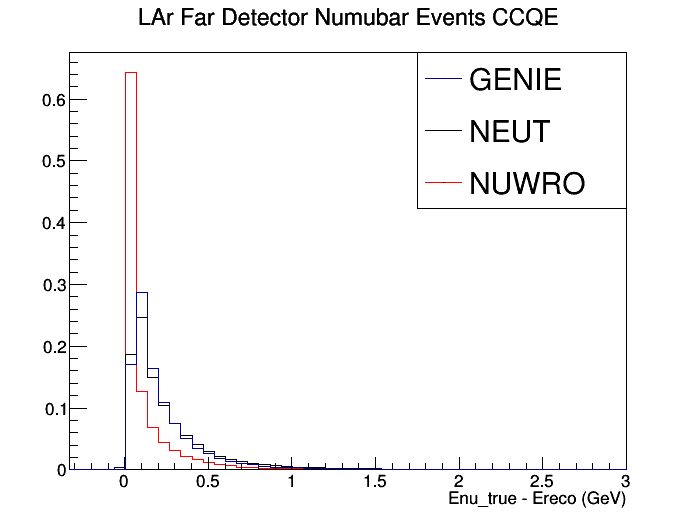 LAr Far Detector Numubar Events CCQE
GENIE
NEUT
NUWRO
0.6
0.5
0.4
0.3
0.2
0.1
0
0 0.5 1 1.5 2 2.5 3
Enu_true - Ereco (GeV)